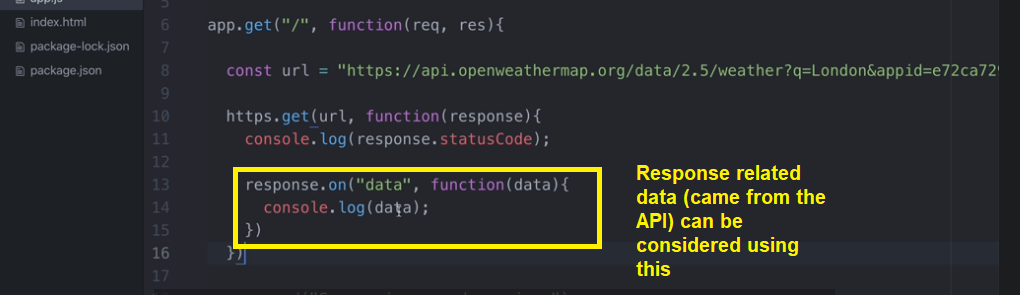 app.js
index.html
package-lock.json
package.json
5
6 app.get("/", function(req, res){
7
8 const url = "https://api.openweathermap.org/data/2.5/weather?q=London&appid=e72ca729
9
10 https.get(url, function(response){
11 console.log(response.statusCode);
12
13 response.on("data", function(data){
14 console.log(data);
15 })
16 })
17
Response related
data (came from the
API) can be
considered using
this